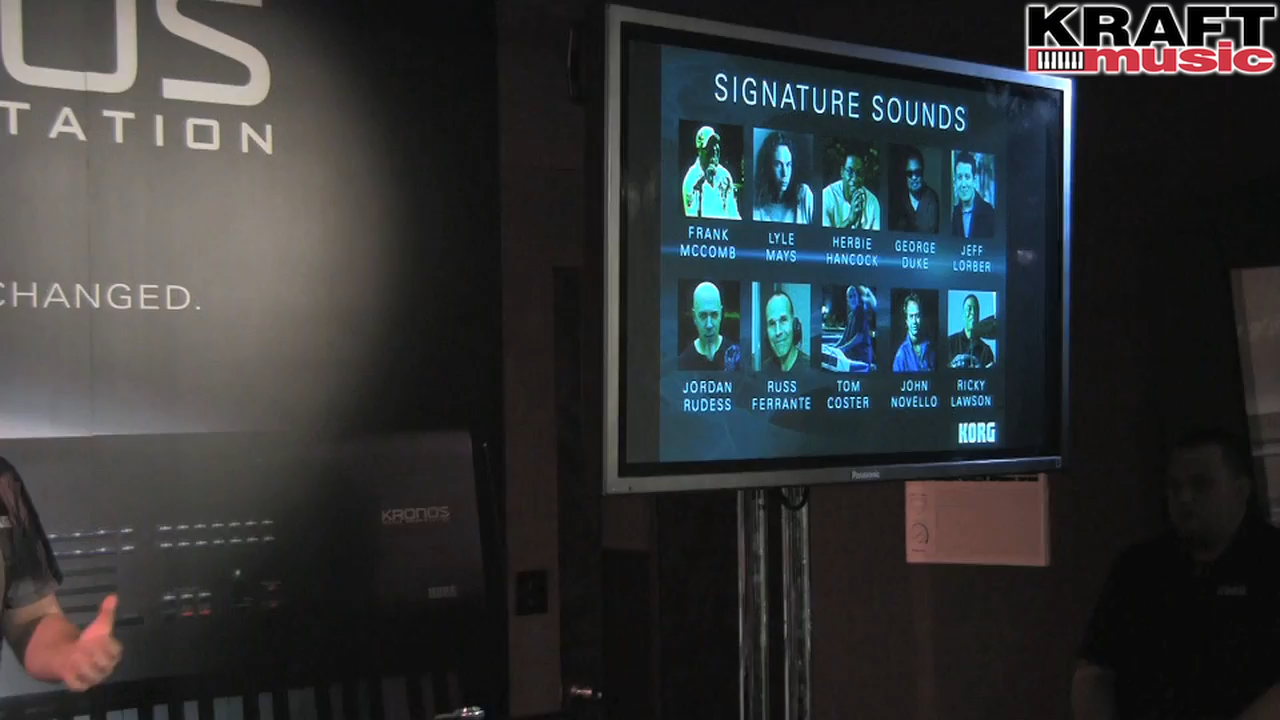 OS
TATION
CHANGED.
KRONOS
KRAFT
music
SIGNATURE SOUNDS
FRANK
MCCOMB
LYLE
MAYS
HERBIE
HANCOCK
GEORGE
DUKE
JEFF
LORBER
JORDAN
RUDESS
RUSS
FERRANTE
TOM
COSTER
JOHN
NOVELLO
RICKY
LAWSON
KORG
Panasonic